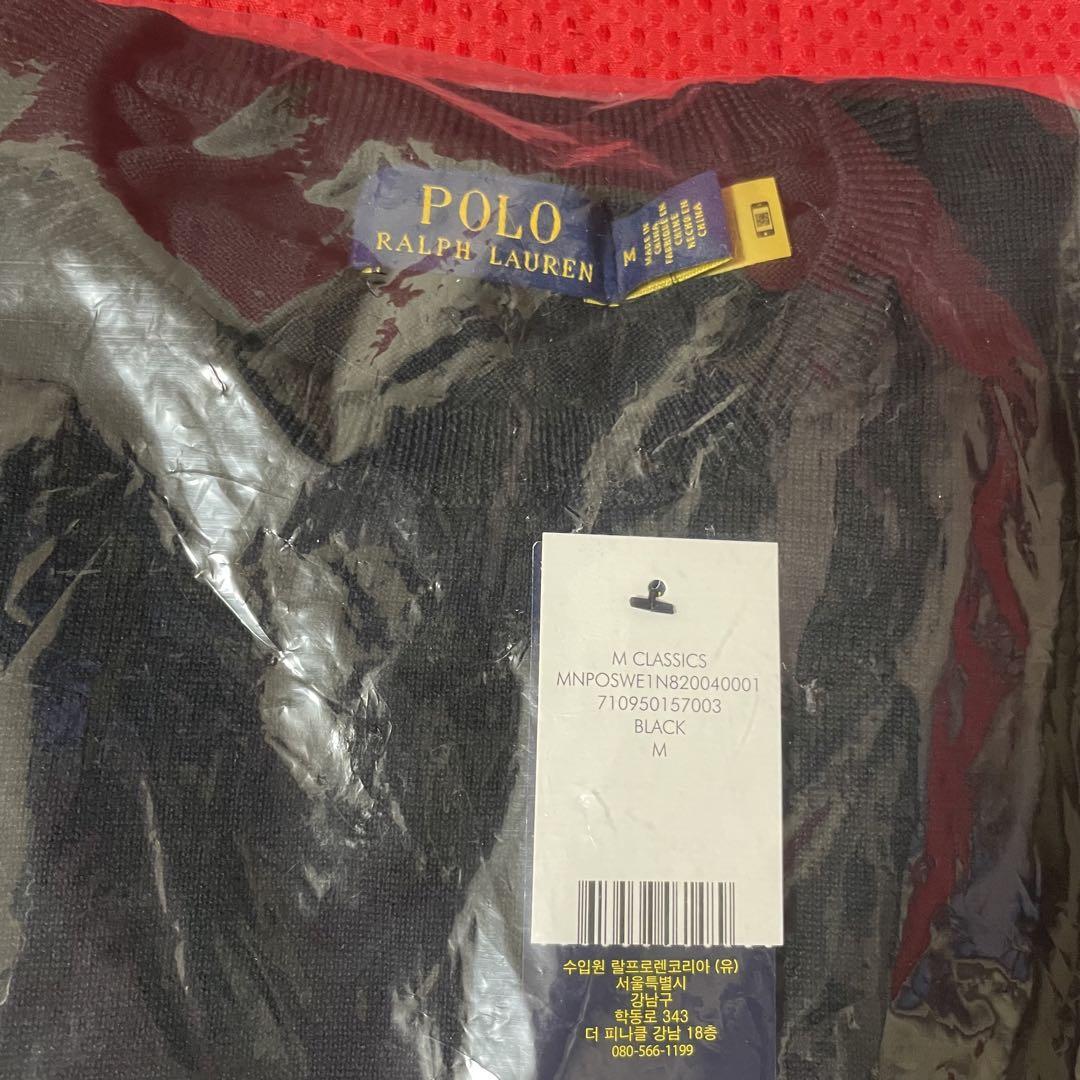 POLO
RALPH LAUREN
M
MADE IN
CHINA
FABRIQUÉ EN
CHINE
HECHO EN
CHINA
M CLASSICS
MNPOSWE1N820040001
710950157003
BLACK
M
수입원 랄프로렌코리아 (유)
서울특별시
강남구
학동로 343
더 피나클 강남 18층
080-566-1199